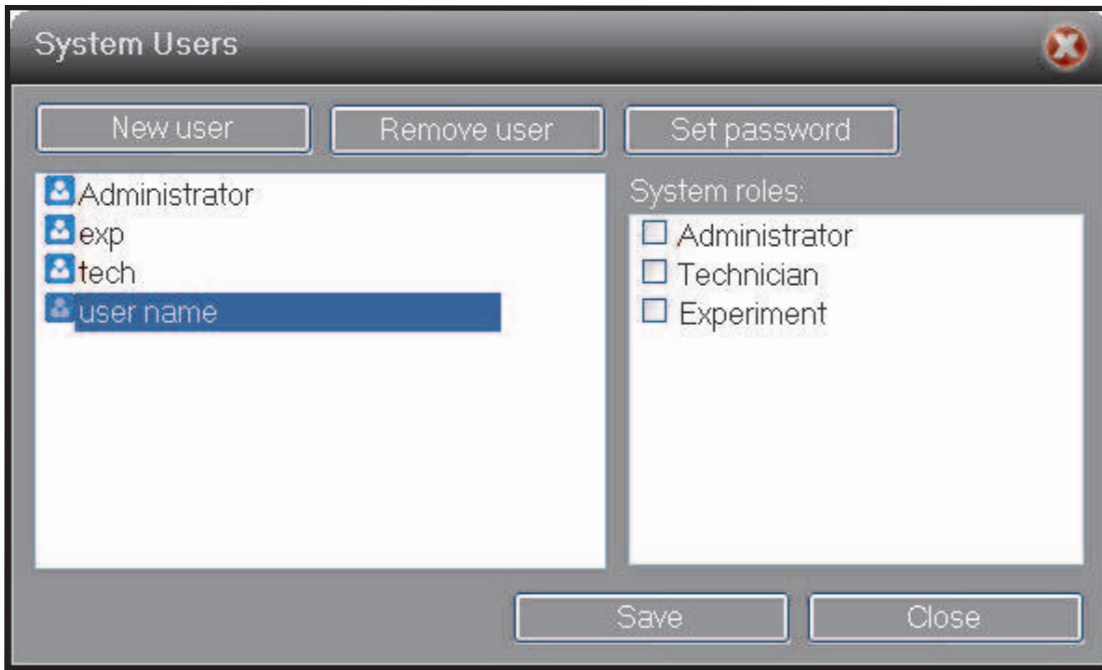 System Users
New user
Remove user
Set password
Administrator
exp
tech
user name
System roles:
Administrator
Technician
Experiment
Save
Close